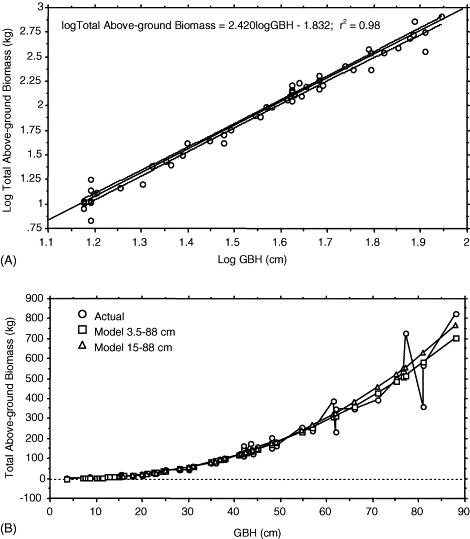 logTotal Above-ground Biomass = 2.420logGBH - 1.832; r² = 0.98
Log Total Above-ground Biomass (kg)
3
2.75
2.5
2.25
2
1.75
1.5
1.25
1
.75
1.1 1.2 1.3 1.4 1.5 1.6 1.7 1.8 1.9 2
Log GBH (cm)
(A)
Total Above-ground Biomass (kg)
900
800
700
600
500
400
300
200
100
0
-100
Actual
Model 3.5-88 cm
Model 15-88 cm
0 10 20 30 40 50 60 70 80 90
GBH (cm)
(B)